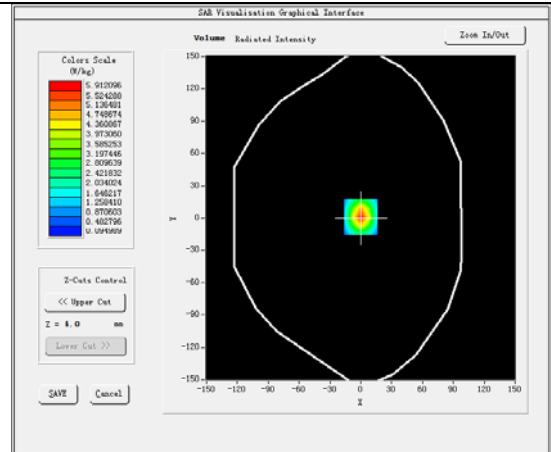 SAR Visualisation Graphical Interface
Volume Radiated Intensity
Zoom In/Out
Colors Scale
(W/kg)
5.912096
5.524288
5.136481
4.748674
4.360867
3.973060
3.585253
3.197446
2.809639
2.421832
2.034024
1.646217
1.258410
0.870603
0.482796
0.094989
150
120
90
60
30
0
-30
-60
-90
-120
-150
Y
-150 -120 -90 -60 -30 0 30 60 90 120 150
X
Z-Cuts Control
<< Upper Cut
Z = 4.0 mm
Lower Cut >>
SAVE Cancel